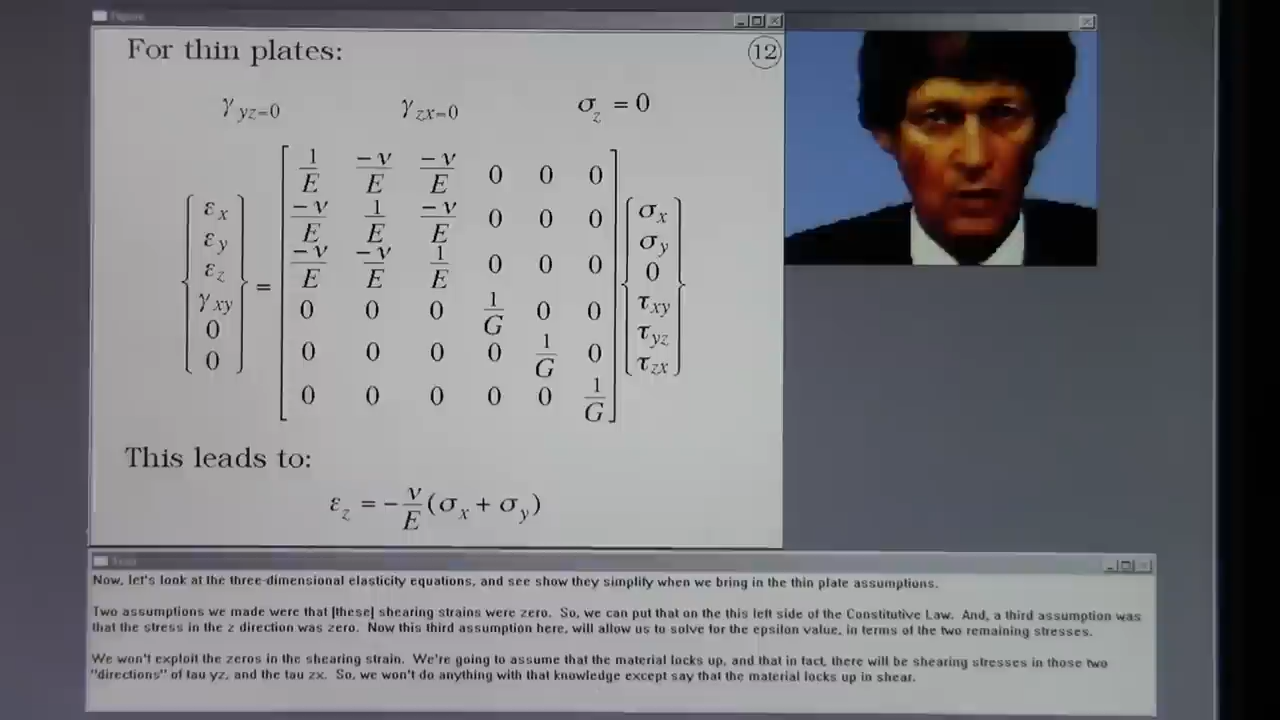 For thin plates:
12
γ yz=0 γ zx=0 σz = 0
εx 1/E -ν/E -ν/E 0 0 0 σx
εy -ν/E 1/E -ν/E 0 0 0 σy
εz -ν/E -ν/E 1/E 0 0 0 0
γxy = 0 0 0 1/G 0 0 τxy
0 0 0 0 0 1/G 0 τyz
0 0 0 0 0 0 1/G τzx
This leads to:
εz = -ν/E (σx + σy)
Now, let's look at the three-dimensional elasticity equations, and see show they simplify when we bring in the thin plate assumptions.
Two assumptions we made were that [these] shearing strains were zero. So, we can put that on the this left side of the Constitutive Law. And, a third assumption was
that the stress in the z direction was zero. Now this third assumption here, will allow us to solve for the epsilon value, in terms of the two remaining stresses.
We won't exploit the zeros in the shearing strain. We're going to assume that the material locks up, and that in fact, there will be shearing stresses in those two
"directions" of tau yz, and the tau zx. So, we won't do anything with that knowledge except say that the material locks up in shear.